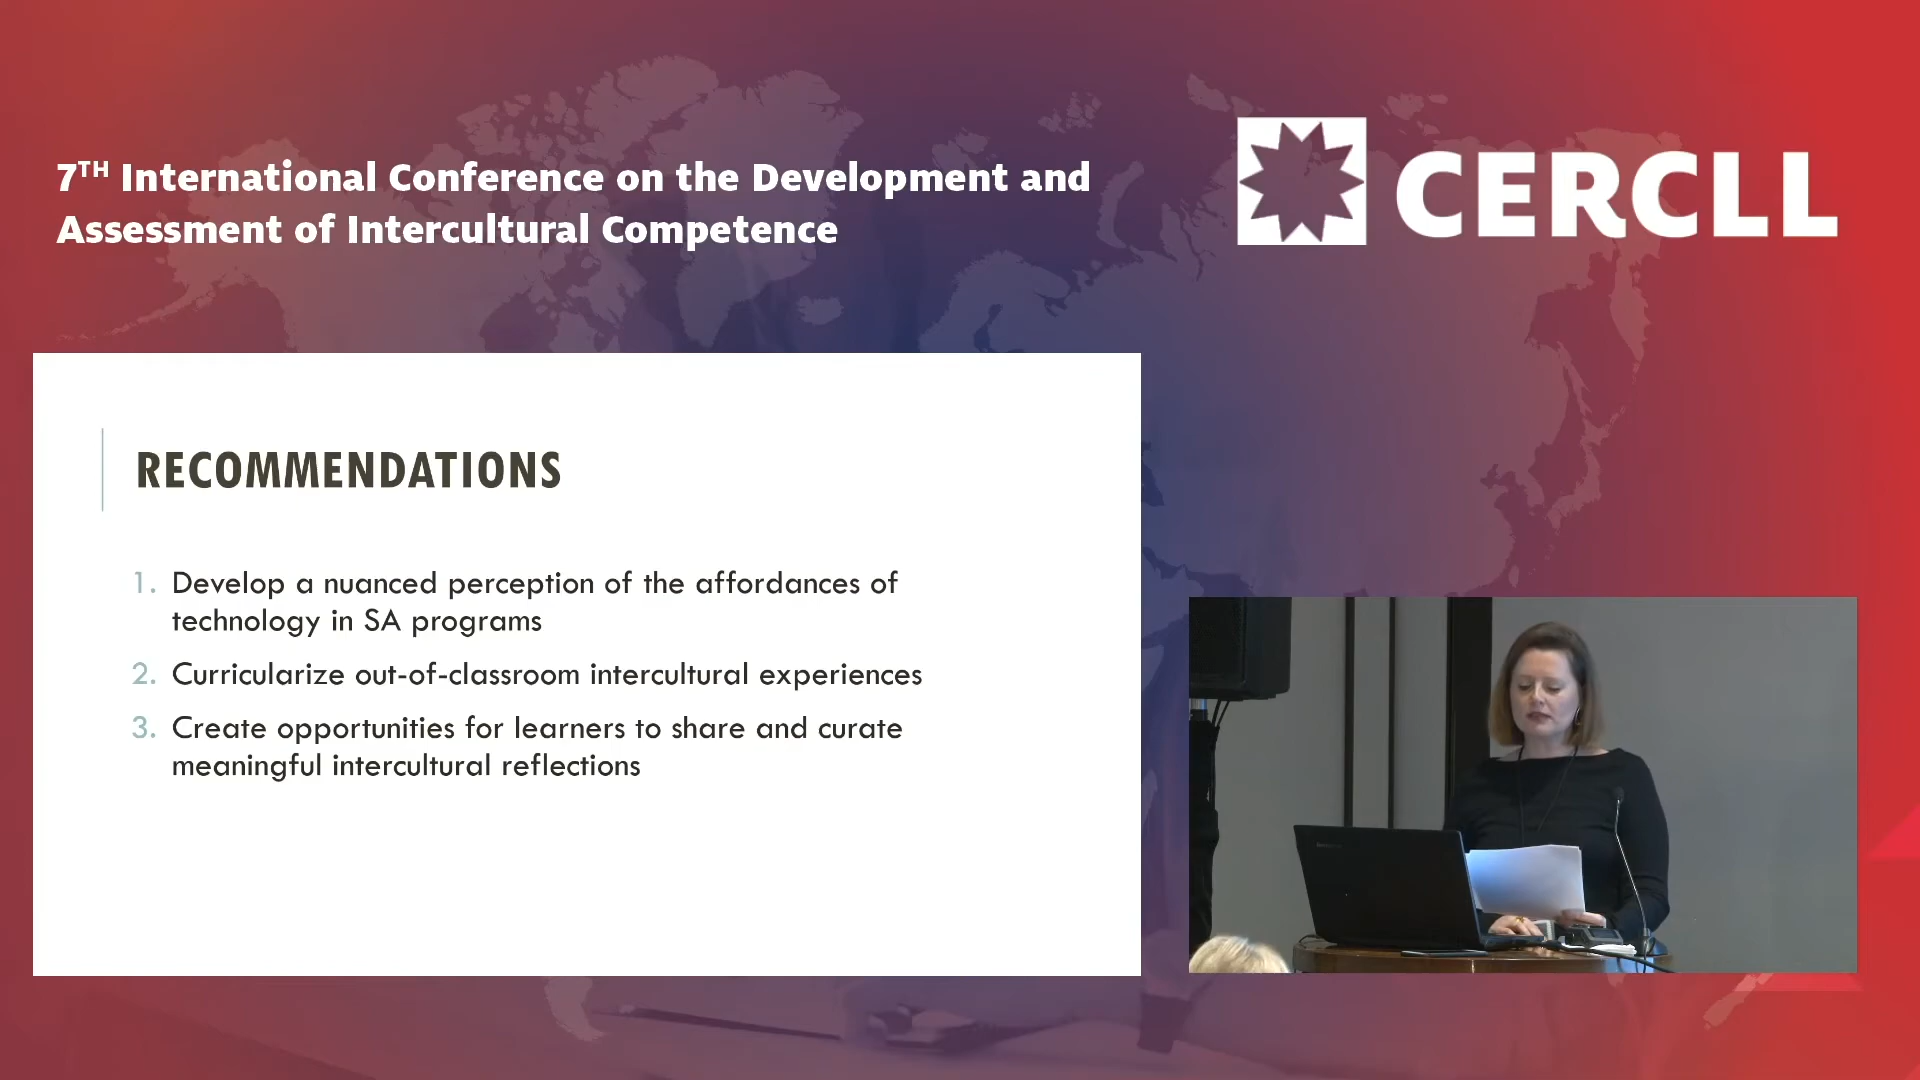 7TH International Conference on the Development and
Assessment of Intercultural Competence
CERCLL
RECOMMENDATIONS
1. Develop a nuanced perception of the affordances of
technology in SA programs
2. Curricularize out-of-classroom intercultural experiences
3. Create opportunities for learners to share and curate
meaningful intercultural reflections